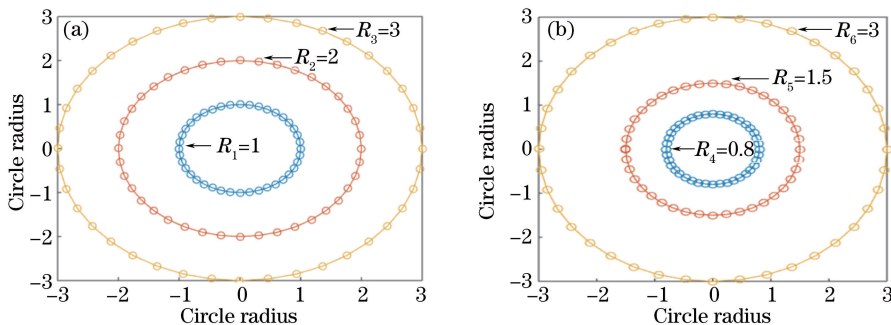 (a)
R3=3
R2=2
R1=1
Circle radius
3
2
1
0
−1
−2
−3
−3
−2
−1
0
1
2
3
Circle radius
(b)
R6=3
R5=1.5
R4=0.8
Circle radius
3
2
1
0
−1
−2
−3
−3
−2
−1
0
1
2
3
Circle radius